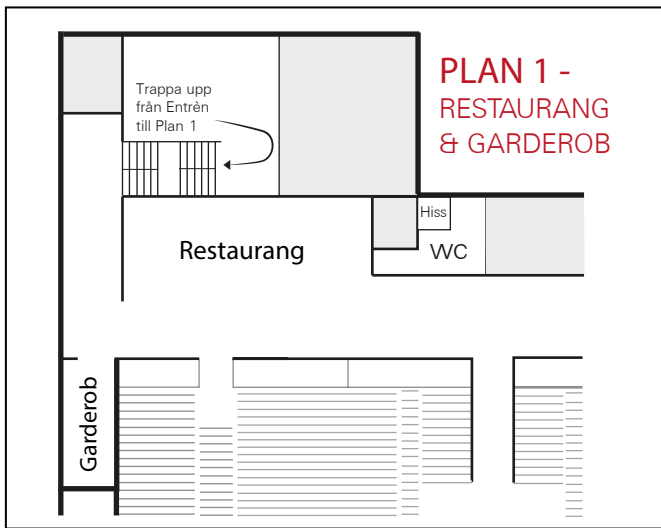 PLAN 1 -
RESTAURANG
& GARDEROB
Trappa upp
från Entrèn
till Plan 1
Hiss
WC
Restaurang
Garderob